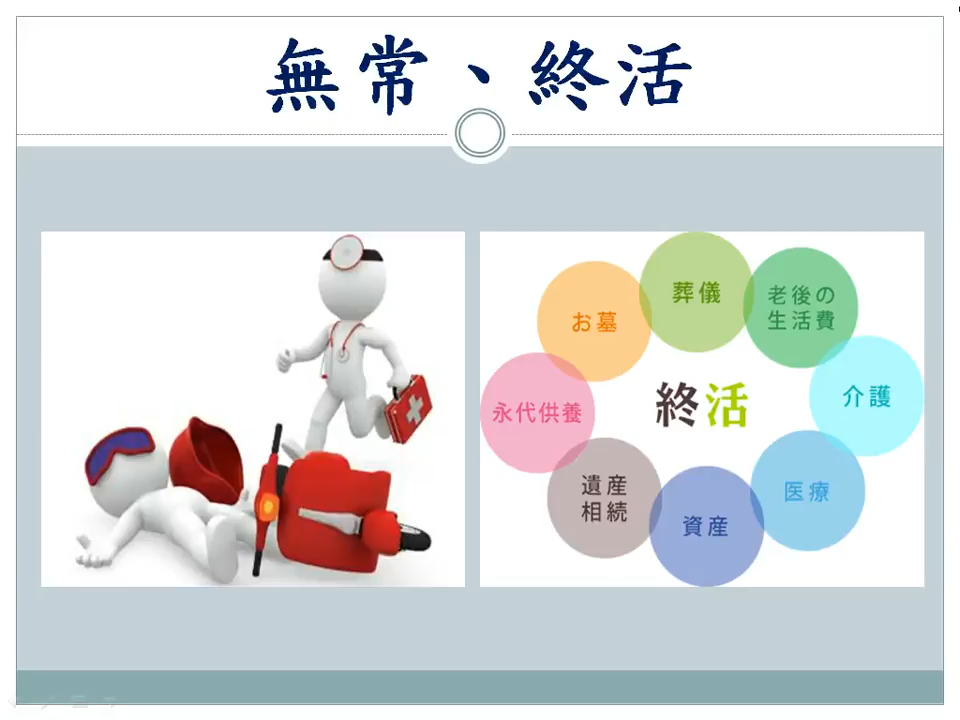 無常、終活
葬儀
老後の
生活費
お墓
介護
終活
永代供養
遺産
相続
医療
資産